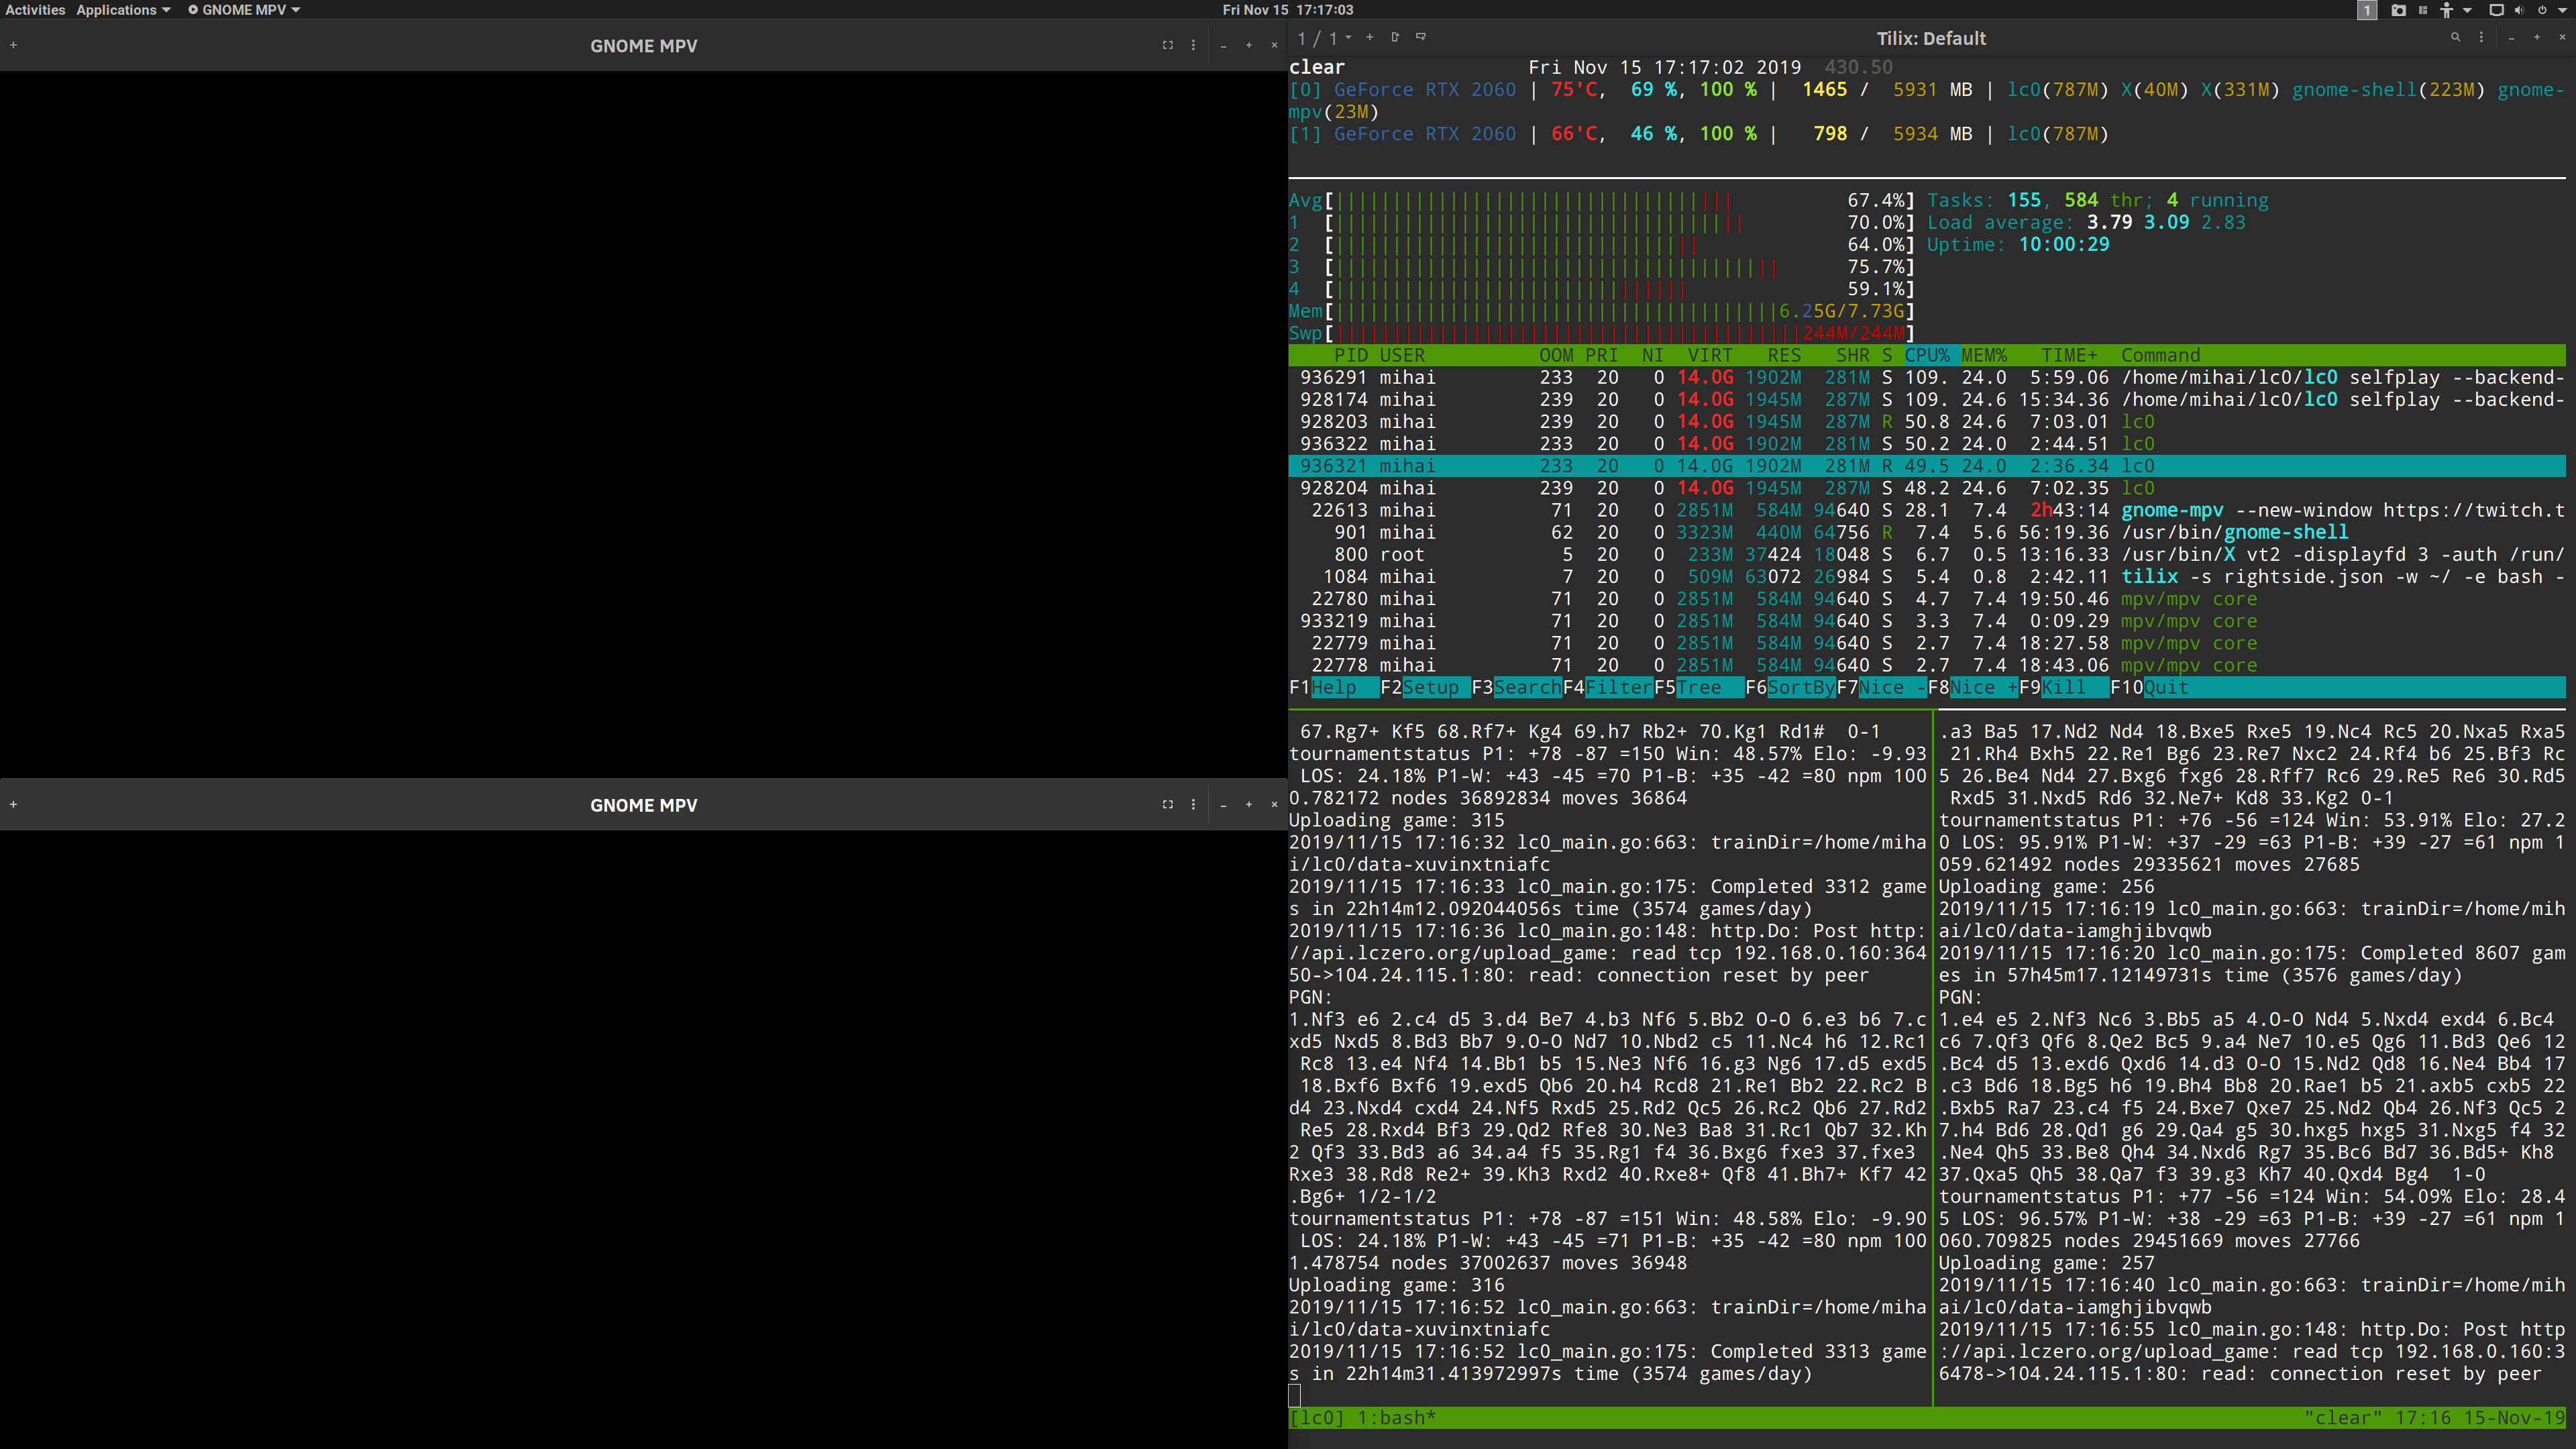 Activities Applications GNOME MPV Fri Nov 15 17:17:03 1
GNOME MPV
1 / 1 Tilix: Default
clear Fri Nov 15 17:17:02 2019 430.50
[0] GeForce RTX 2060 | 75'C, 69 %, 100 % | 1465 / 5931 MB | lc0(787M) X(40M) X(331M) gnome-shell(223M) gnome-
mpv(23M)
[1] GeForce RTX 2060 | 66'C, 46 %, 100 % | 798 / 5934 MB | lc0(787M)
Avg[ 67.4%] Tasks: 155, 584 thr; 4 running
1 [ 70.0%] Load average: 3.79 3.09 2.83
2 [ 64.0%] Uptime: 10:00:29
3 [ 75.7%]
4 [ 59.1%]
Mem[ 6.25G/7.73G]
Swp[ 244M/244M]
PID USER OOM PRI NI VIRT RES SHR S CPU% MEM% TIME+ Command
936291 mihai 233 20 0 14.0G 1902M 281M S 109. 24.0 5:59.06 /home/mihai/lc0/lc0 selfplay --backend-
928174 mihai 239 20 0 14.0G 1945M 287M S 109. 24.6 15:34.36 /home/mihai/lc0/lc0 selfplay --backend-
928203 mihai 239 20 0 14.0G 1945M 287M R 50.8 24.6 7:03.01 lc0
936322 mihai 233 20 0 14.0G 1902M 281M S 50.2 24.0 2:44.51 lc0
936321 mihai 233 20 0 14.0G 1902M 281M R 49.5 24.0 2:36.34 lc0
928204 mihai 239 20 0 14.0G 1945M 287M S 48.2 24.6 7:02.35 lc0
22613 mihai 71 20 0 2851M 584M 94640 S 28.1 7.4 2h43:14 gnome-mpv --new-window https://twitch.t
901 mihai 62 20 0 3323M 440M 64756 R 7.4 5.6 56:19.36 /usr/bin/gnome-shell
800 root 5 20 0 233M 37424 18048 S 6.7 0.5 13:16.33 /usr/bin/X vt2 -displayfd 3 -auth /run/
1084 mihai 7 20 0 509M 63072 26984 S 5.4 0.8 2:42.11 tilix -s rightside.json -w ~/ -e bash -
22780 mihai 71 20 0 2851M 584M 94640 S 4.7 7.4 19:50.46 mpv/mpv core
933219 mihai 71 20 0 2851M 584M 94640 S 3.3 7.4 0:09.29 mpv/mpv core
22779 mihai 71 20 0 2851M 584M 94640 S 2.7 7.4 18:27.58 mpv/mpv core
22778 mihai 71 20 0 2851M 584M 94640 S 2.7 7.4 18:43.06 mpv/mpv core
F1Help F2Setup F3SearchF4FilterF5Tree F6SortByF7Nice -F8Nice +F9Kill F10Quit
GNOME MPV
67.Rg7+ Kf5 68.Rf7+ Kg4 69.h7 Rb2+ 70.Kg1 Rd1# 0-1
tournamentstatus P1: +78 -87 =150 Win: 48.57% Elo: -9.93
LOS: 24.18% P1-W: +43 -45 =70 P1-B: +35 -42 =80 npm 100
0.782172 nodes 36892834 moves 36864
Uploading game: 315
2019/11/15 17:16:32 lc0_main.go:663: trainDir=/home/miha
i/lc0/data-xuvinxtniafc
2019/11/15 17:16:33 lc0_main.go:175: Completed 3312 game
s in 22h14m12.092044056s time (3574 games/day)
2019/11/15 17:16:36 lc0_main.go:148: http.Do: Post http:
//api.lczero.org/upload_game: read tcp 192.168.0.160:364
50->104.24.115.1:80: read: connection reset by peer
PGN:
1.Nf3 e6 2.c4 d5 3.d4 Be7 4.b3 Nf6 5.Bb2 O-O 6.e3 b6 7.c
xd5 Nxd5 8.Bd3 Bb7 9.O-O Nd7 10.Nbd2 c5 11.Nc4 h6 12.Rc1
Rc8 13.e4 Nf4 14.Bb1 b5 15.Ne3 Nf6 16.g3 Ng6 17.d5 exd5
18.Bxf6 Bxf6 19.exd5 Qb6 20.h4 Rcd8 21.Re1 Bb2 22.Rc2 B
d4 23.Nxd4 cxd4 24.Nf5 Rxd5 25.Rd2 Qc5 26.Rc2 Qb6 27.Rd2
Re5 28.Rxd4 Bf3 29.Qd2 Rfe8 30.Ne3 Ba8 31.Rc1 Qb7 32.Kh
2 Qf3 33.Bd3 a6 34.a4 f5 35.Rg1 f4 36.Bxg6 fxe3 37.fxe3
Rxe3 38.Rd8 Re2+ 39.Kh3 Rxd2 40.Rxe8+ Qf8 41.Bh7+ Kf7 42
.Bg6+ 1/2-1/2
tournamentstatus P1: +78 -87 =151 Win: 48.58% Elo: -9.90
LOS: 24.18% P1-W: +43 -45 =71 P1-B: +35 -42 =80 npm 100
1.478754 nodes 37002637 moves 36948
Uploading game: 316
2019/11/15 17:16:52 lc0_main.go:663: trainDir=/home/miha
i/lc0/data-xuvinxtniafc
2019/11/15 17:16:52 lc0_main.go:175: Completed 3313 game
s in 22h14m31.413972997s time (3574 games/day)
.a3 Ba5 17.Nd2 Nd4 18.Bxe5 Rxe5 19.Nc4 Rc5 20.Nxa5 Rxa5
21.Rh4 Bxh5 22.Re1 Bg6 23.Re7 Nxc2 24.Rf4 b6 25.Bf3 Rc
5 26.Be4 Nd4 27.Bxg6 fxg6 28.Rff7 Rc6 29.Re5 Re6 30.Rd5
Rxd5 31.Nxd5 Rd6 32.Ne7+ Kd8 33.Kg2 0-1
tournamentstatus P1: +76 -56 =124 Win: 53.91% Elo: 27.2
0 LOS: 95.91% P1-W: +37 -29 =63 P1-B: +39 -27 =61 npm 1
059.621492 nodes 29335621 moves 27685
Uploading game: 256
2019/11/15 17:16:19 lc0_main.go:663: trainDir=/home/mih
ai/lc0/data-iamghjibvqwb
2019/11/15 17:16:20 lc0_main.go:175: Completed 8607 gam
es in 57h45m17.12149731s time (3576 games/day)
PGN:
1.e4 e5 2.Nf3 Nc6 3.Bb5 a5 4.O-O Nd4 5.Nxd4 exd4 6.Bc4
c6 7.Qf3 Qf6 8.Qe2 Bc5 9.a4 Ne7 10.e5 Qg6 11.Bd3 Qe6 12
.Bc4 d5 13.exd6 Qxd6 14.d3 O-O 15.Nd2 Qd8 16.Ne4 Bb4 17
.c3 Bd6 18.Bg5 h6 19.Bh4 Bb8 20.Rae1 b5 21.axb5 cxb5 22
.Bxb5 Ra7 23.c4 f5 24.Bxe7 Qxe7 25.Nd2 Qb4 26.Nf3 Qc5 2
7.h4 Bd6 28.Qd1 g6 29.Qa4 g5 30.hxg5 hxg5 31.Nxg5 f4 32
.Ne4 Qh5 33.Be8 Qh4 34.Nxd6 Rg7 35.Bc6 Bd7 36.Bd5+ Kh8
37.Qxa5 Qh5 38.Qa7 f3 39.g3 Kh7 40.Qxd4 Bg4 1-0
tournamentstatus P1: +77 -56 =124 Win: 54.09% Elo: 28.4
5 LOS: 96.57% P1-W: +38 -29 =63 P1-B: +39 -27 =61 npm 1
060.709825 nodes 29451669 moves 27766
Uploading game: 257
2019/11/15 17:16:40 lc0_main.go:663: trainDir=/home/mih
ai/lc0/data-iamghjibvqwb
2019/11/15 17:16:55 lc0_main.go:148: http.Do: Post http
://api.lczero.org/upload_game: read tcp 192.168.0.160:3
6478->104.24.115.1:80: read: connection reset by peer
[lc0] 1:bash* "clear" 17:16 15-Nov-19